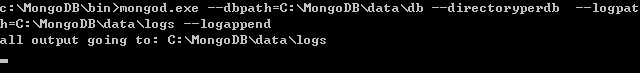 c:\MongoDB\bin>mongod.exe --dbpath=C:\MongoDB\data\db --directoryperdb  --logpat
h=C:\MongoDB\data\logs --logappend
all output going to: C:\MongoDB\data\logs